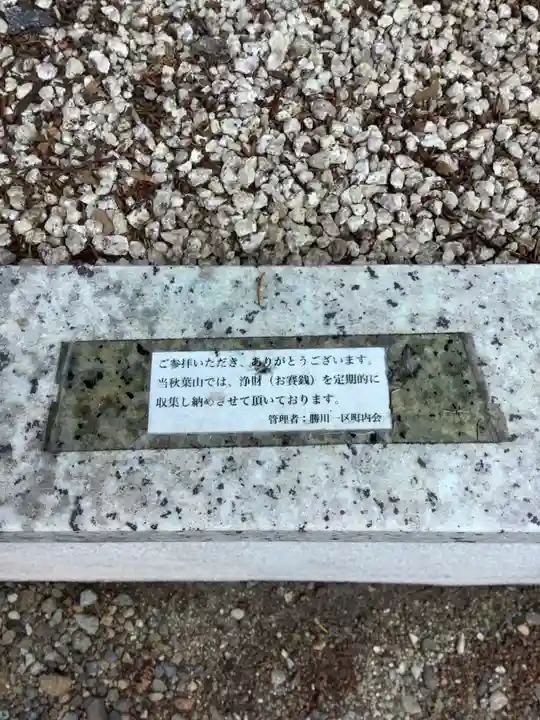 ご参拝いただき、ありがとうございます。
当秋葉山では、浄財（お賽銭）を定期的に
収集し納めさせて頂いております。
管理者：勝川一区町内会